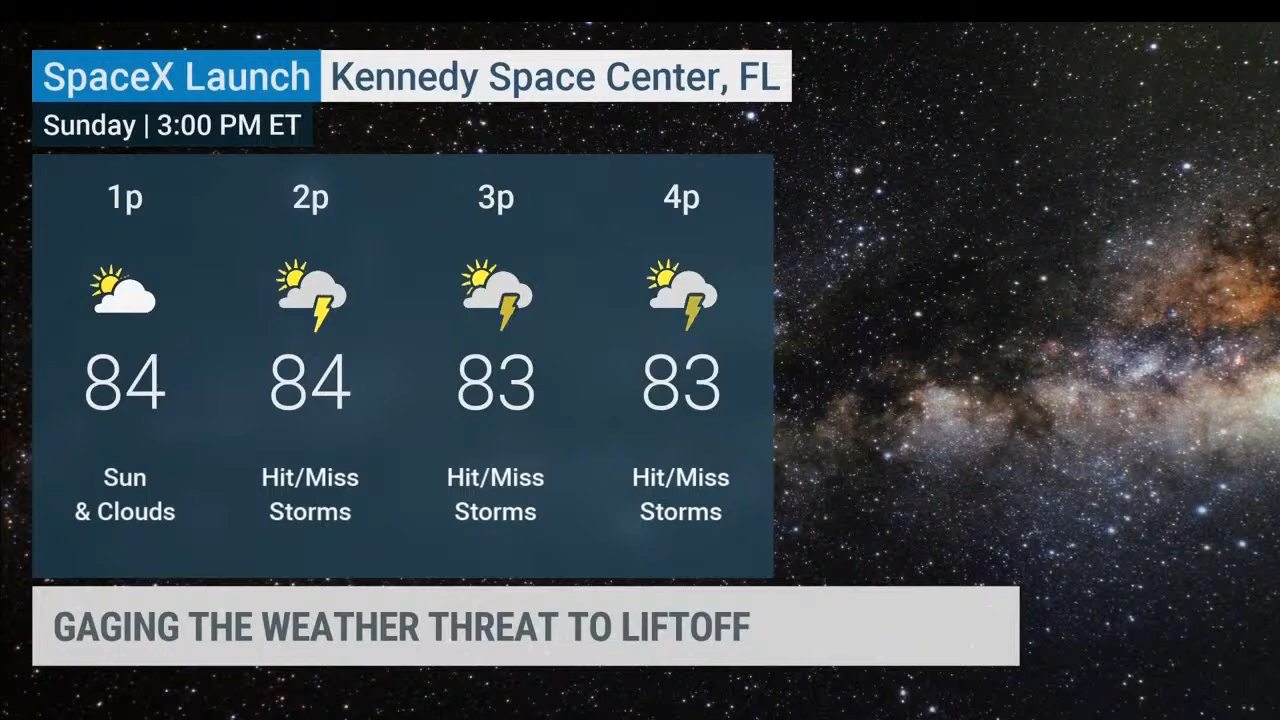 SpaceX Launch Kennedy Space Center, FL
Sunday | 3:00 PM ET
1p 2p 3p 4p
84 84 83 83
Sun Hit/Miss Hit/Miss Hit/Miss
& Clouds Storms Storms Storms
GAGING THE WEATHER THREAT TO LIFTOFF